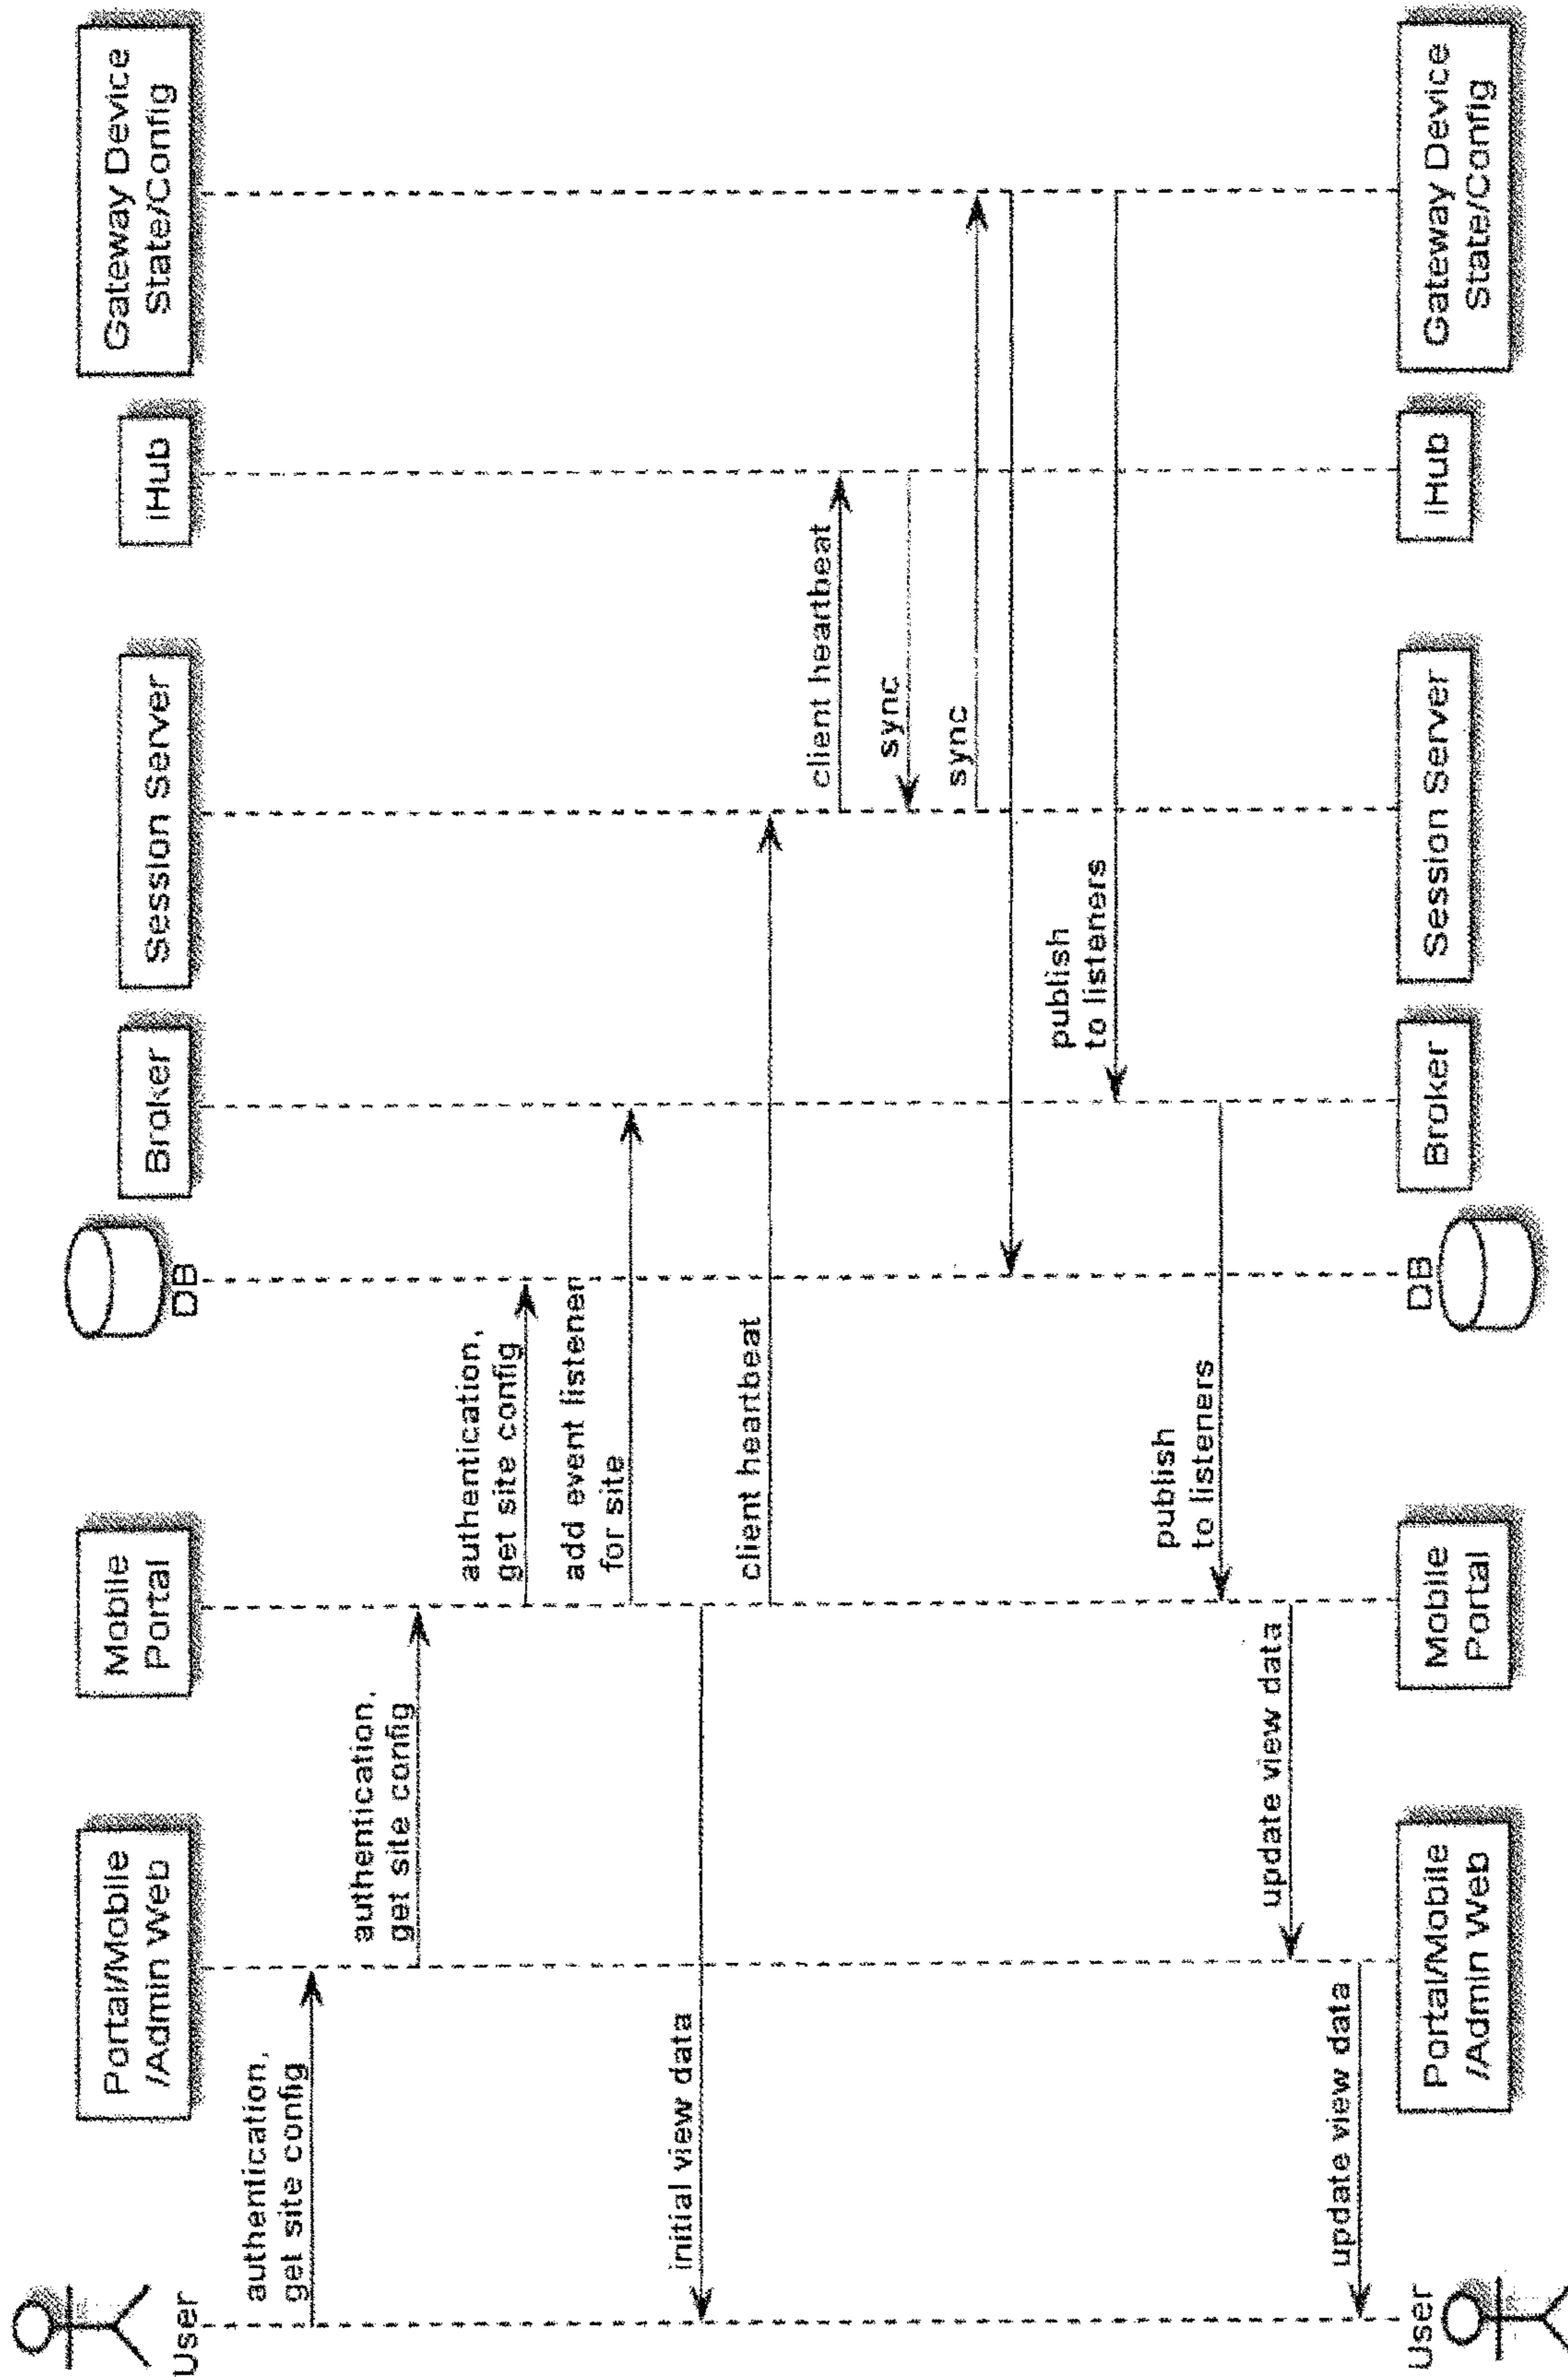 User
Portal/Mobile
/Admin Web
Mobile
Portal
DB
Broker
Session Server
iHub
Gateway Device
State/Config
authentication,
get site config
authentication,
get site config
authentication,
get site config
add event listener
for site
initial view data
client heartbeat
client heartbeat
sync
sync
publish
to listeners
publish
to listeners
update view data
update view data
User
Portal/Mobile
/Admin Web
Mobile
Portal
DB
Broker
Session Server
iHub
Gateway Device
State/Config